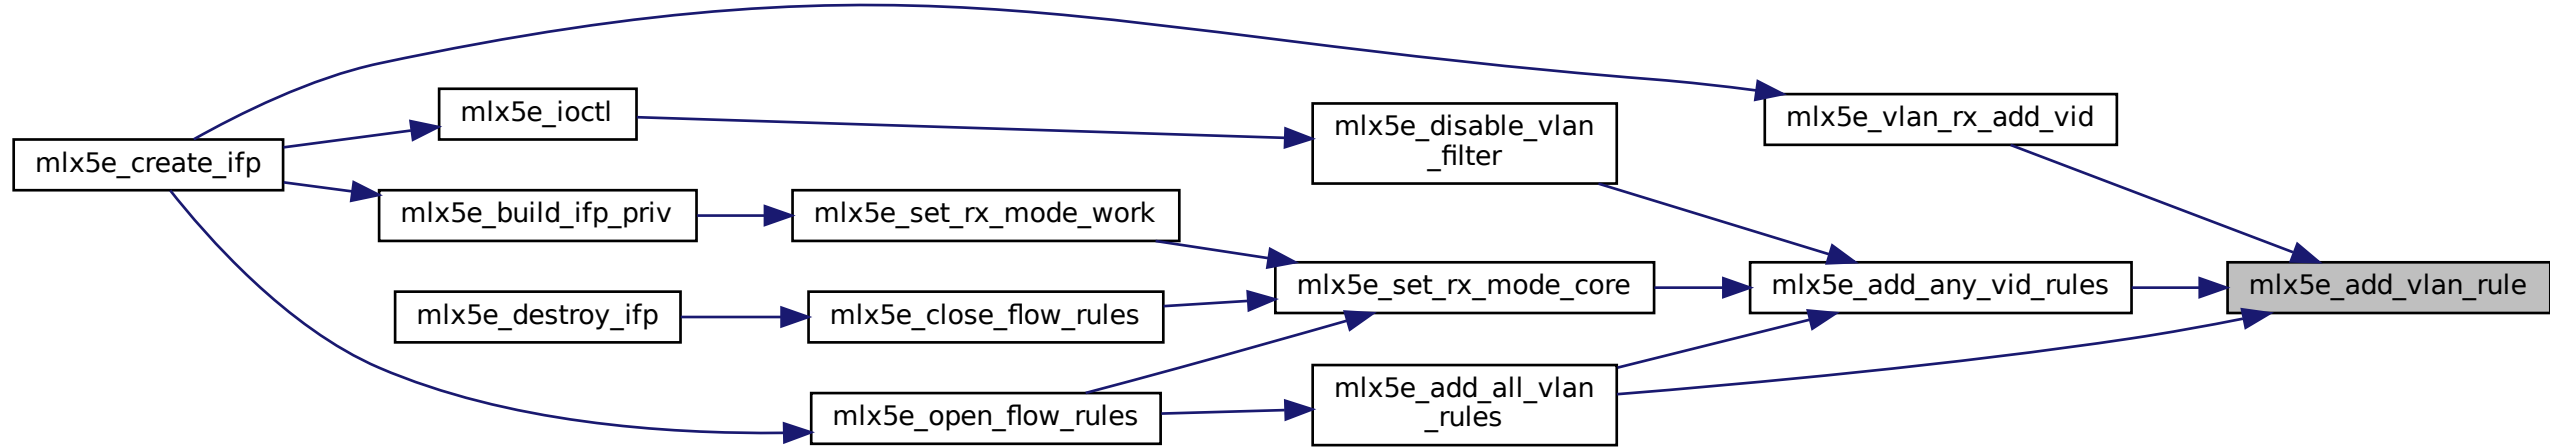 mlx5e_create_ifp
mlx5e_ioctl
mlx5e_build_ifp_priv
mlx5e_destroy_ifp
mlx5e_set_rx_mode_work
mlx5e_close_flow_rules
mlx5e_open_flow_rules
mlx5e_disable_vlan
_filter
mlx5e_set_rx_mode_core
mlx5e_add_all_vlan
_rules
mlx5e_vlan_rx_add_vid
mlx5e_add_any_vid_rules
mlx5e_add_vlan_rule